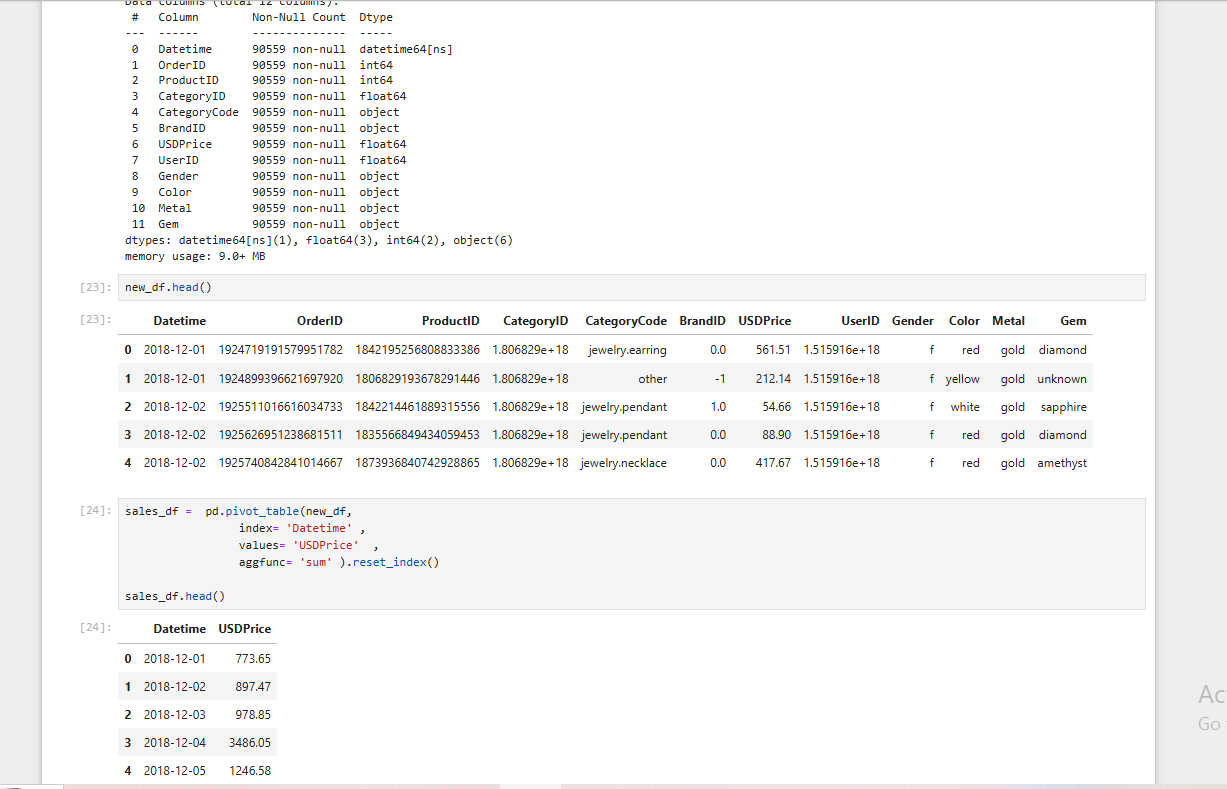 Data columns (total 12 columns):
# Column Non-Null Count Dtype
--- ------ -------------- -----
0 Datetime 90559 non-null datetime64[ns]
1 OrderID 90559 non-null int64
2 ProductID 90559 non-null int64
3 CategoryID 90559 non-null float64
4 CategoryCode 90559 non-null object
5 BrandID 90559 non-null object
6 USDPrice 90559 non-null float64
7 UserID 90559 non-null float64
8 Gender 90559 non-null object
9 Color 90559 non-null object
10 Metal 90559 non-null object
11 Gem 90559 non-null object
dtypes: datetime64[ns](1), float64(3), int64(2), object(6)
memory usage: 9.0+ MB
[23]: new_df.head()
[23]: Datetime OrderID ProductID CategoryID CategoryCode BrandID USDPrice UserID Gender Color Metal Gem
0 2018-12-01 1924719191579951782 1842195256808833386 1.806829e+18 jewelry.earring 0.0 561.51 1.515916e+18 f red gold diamond
1 2018-12-01 1924899396621697920 1806829193678291446 1.806829e+18 other -1 212.14 1.515916e+18 f yellow gold unknown
2 2018-12-02 1925511016616034733 1842214461889315556 1.806829e+18 jewelry.pendant 1.0 54.66 1.515916e+18 f white gold sapphire
3 2018-12-02 1925626951238681511 1835566849434059453 1.806829e+18 jewelry.pendant 0.0 88.90 1.515916e+18 f red gold diamond
4 2018-12-02 1925740842841014667 1873936840742928865 1.806829e+18 jewelry.necklace 0.0 417.67 1.515916e+18 f red gold amethyst
[24]: sales_df = pd.pivot_table(new_df,
index= 'Datetime' ,
values= 'USDPrice' ,
aggfunc= 'sum' ).reset_index()
sales_df.head()
[24]: Datetime USDPrice
0 2018-12-01 773.65
1 2018-12-02 897.47
2 2018-12-03 978.85
3 2018-12-04 3486.05
4 2018-12-05 1246.58
Go